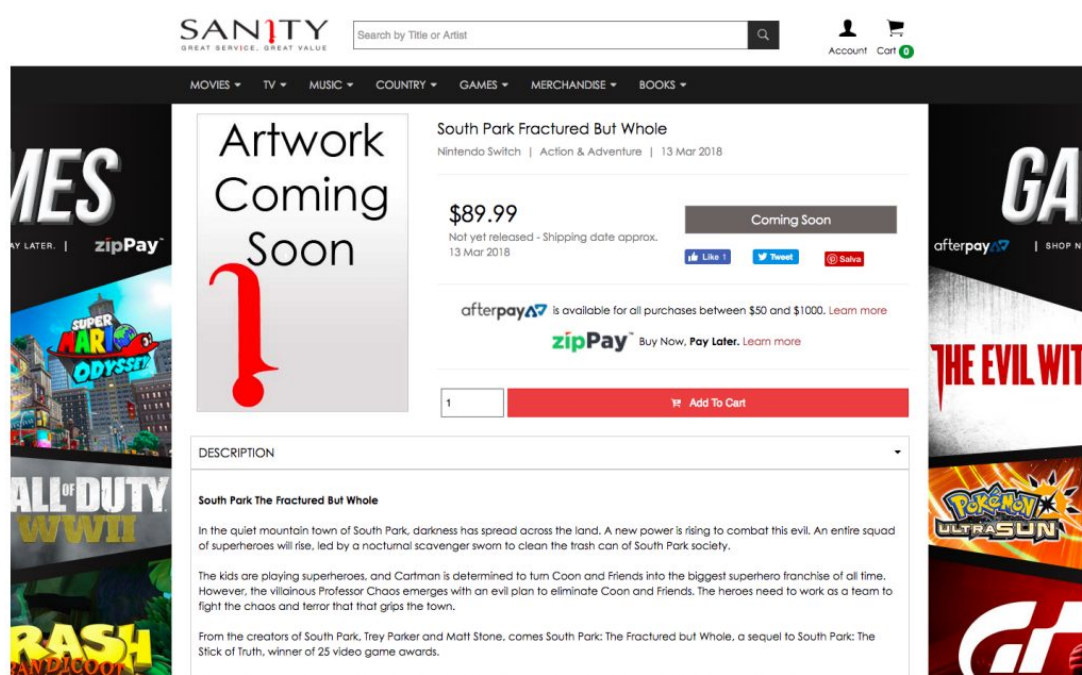 SANITY
GREAT SERVICE. GREAT VALUE
Search by Title or Artist
Account
Cart 0
MOVIES
TV
MUSIC
COUNTRY
GAMES
MERCHANDISE
BOOKS
MES
AY LATER. |
zipPay
SUPER
MARIO
ODYSSEY
ALL OF DUTY
WWII
RASH
ANDICOOT
Artwork
Coming
Soon
South Park Fractured But Whole
Nintendo Switch | Action & Adventure | 13 Mar 2018
$89.99
Not yet released - Shipping date approx.
13 Mar 2018
Coming Soon
Like 1
Tweet
Salva
afterpay is available for all purchases between $50 and $1000. Learn more
zipPay Buy Now, Pay Later. Learn more
1
Add To Cart
DESCRIPTION
South Park The Fractured But Whole
In the quiet mountain town of South Park, darkness has spread across the land. A new power is rising to combat this evil. An entire squad
of superheroes will rise, led by a nocturnal scavenger sworn to clean the trash can of South Park society.
The kids are playing superheroes, and Cartman is determined to turn Coon and Friends into the biggest superhero franchise of all time.
However, the villainous Professor Chaos emerges with an evil plan to eliminate Coon and Friends. The heroes need to work as a team to
fight the chaos and terror that that grips the town.
From the creators of South Park, Trey Parker and Matt Stone, comes South Park: The Fractured but Whole, a sequel to South Park: The
Stick of Truth, winner of 25 video game awards.
GA
afterpay
| SHOP N
THE EVIL WIT
POKéMON
ULTRA SUN
GT